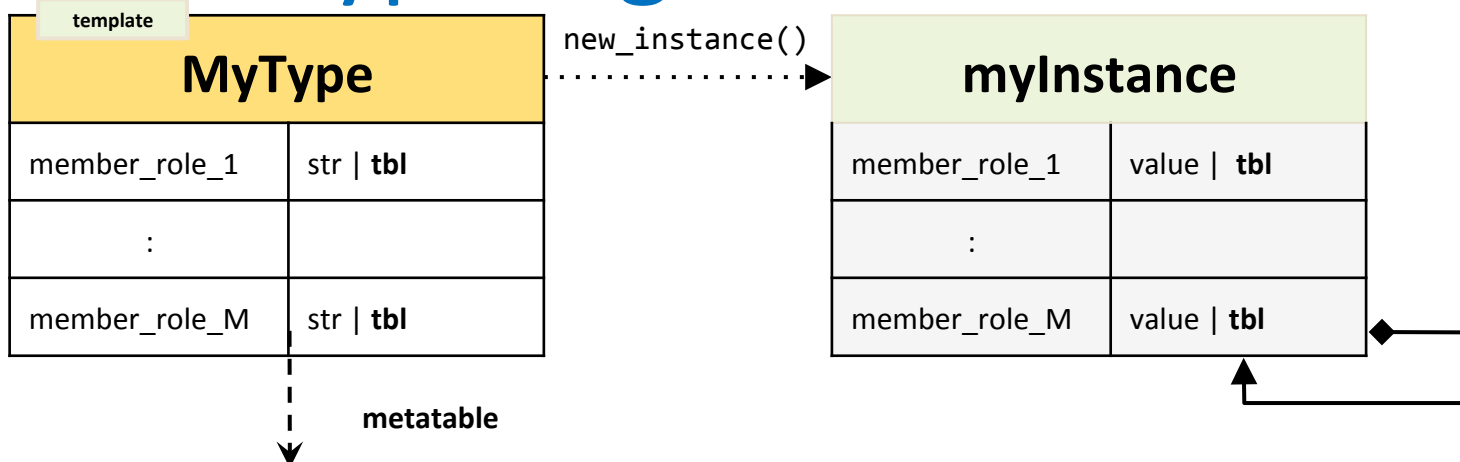 template
MyType
new_instance()
myInstance
member_role_1 str | tbl
member_role_1 value | tbl
:
:
member_role_M str | tbl
member_role_M value | tbl
metatable